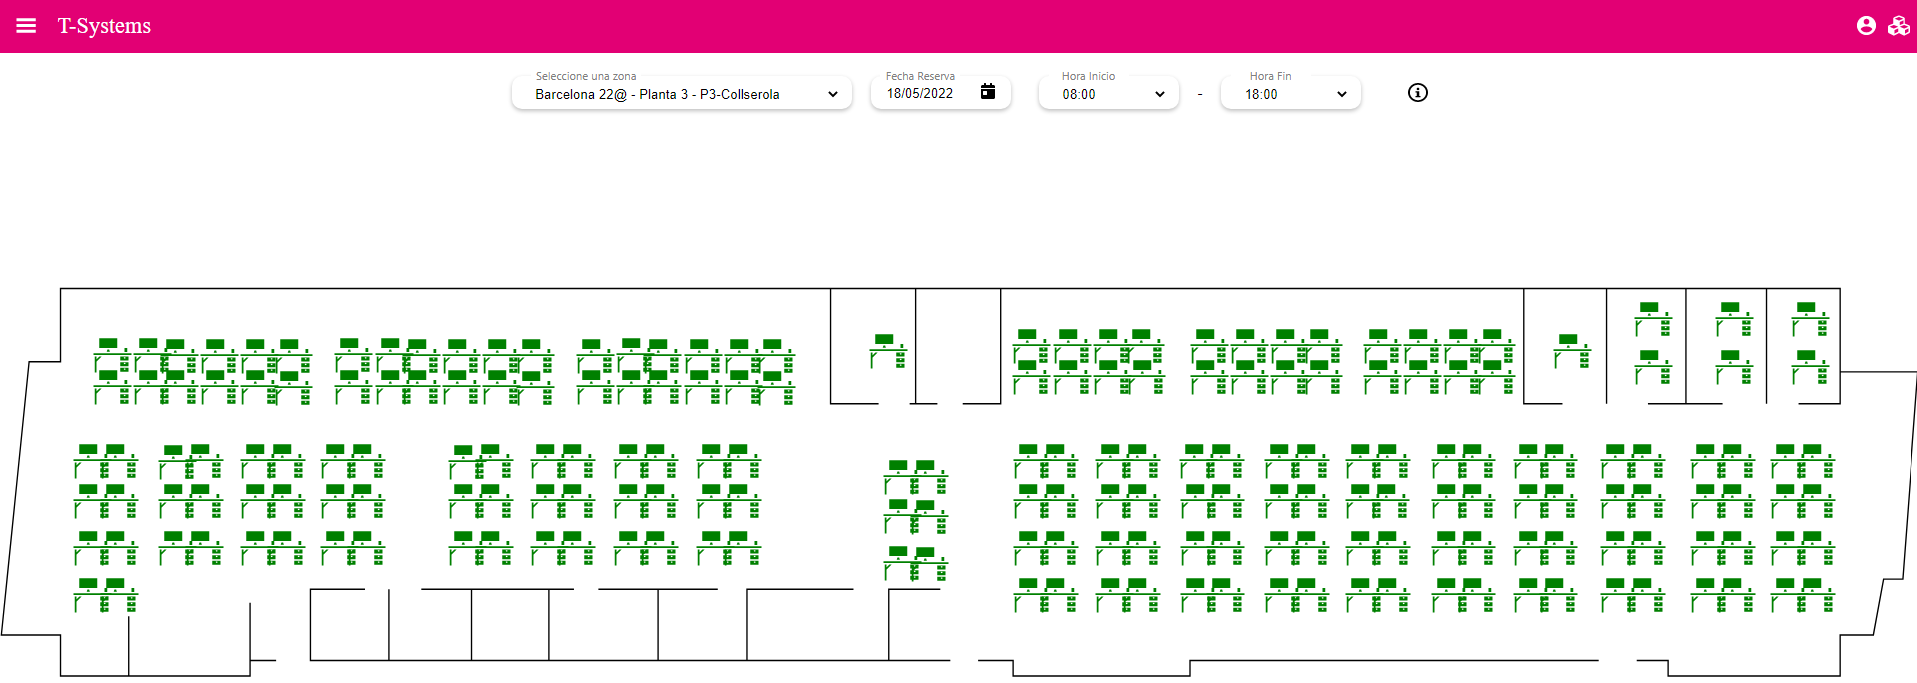 T-Systems
Seleccione una zona
Barcelona 22@ - Planta 3 - P3-Collserola
Fecha Reserva
18/05/2022
Hora Inicio
08:00
-
Hora Fin
18:00